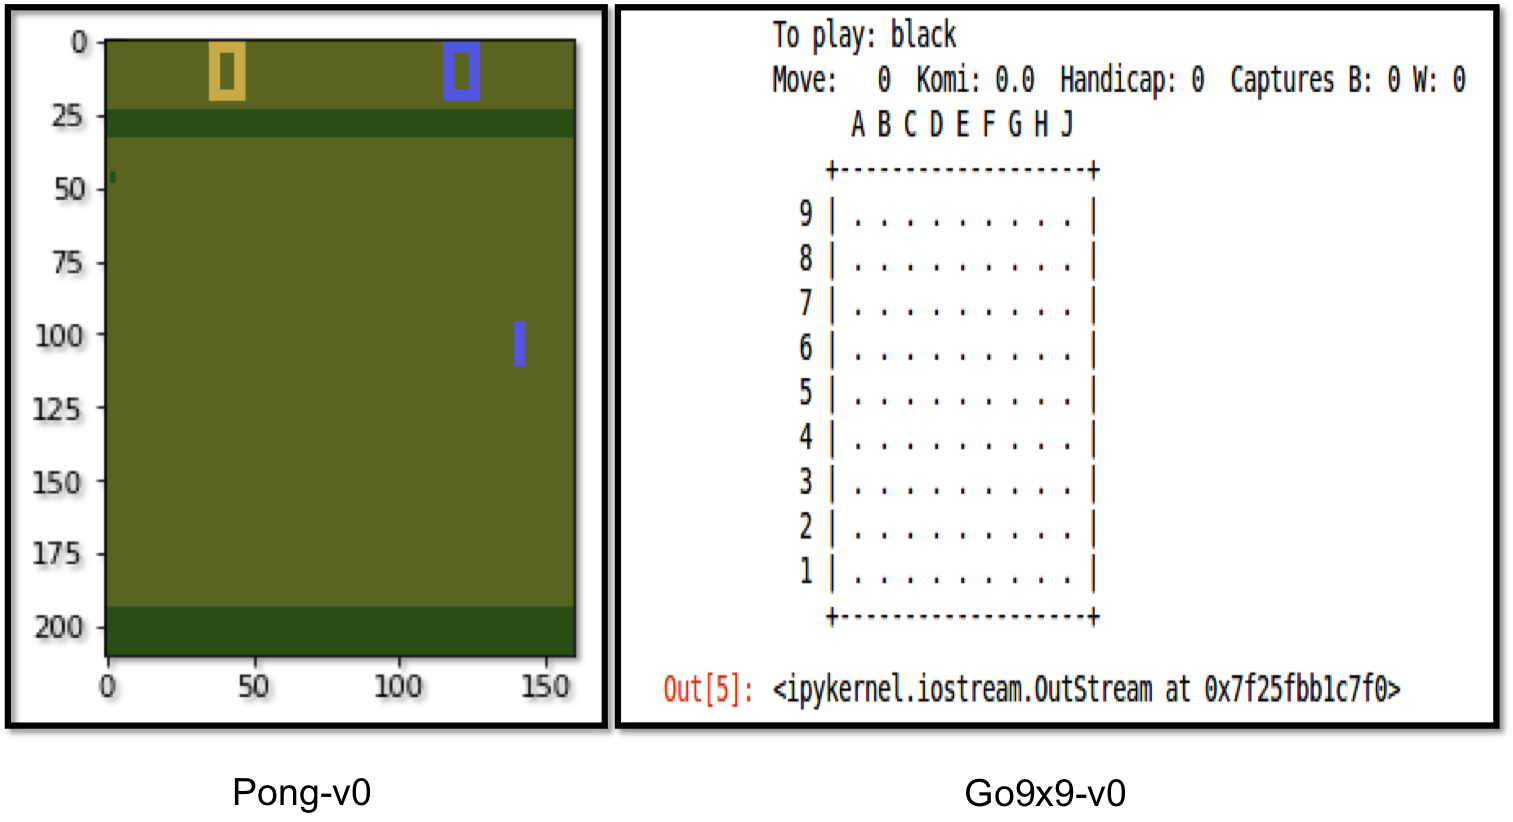 0
25
50
75
100
125
150
175
200
0 50 100 150
0 0
Pong-v0
To play: black
Move: 0 Komi: 0.0 Handicap: 0 Captures B: 0 W: 0
A B C D E F G H J
+------------------+
9 | . . . . . . . . . |
8 | . . . . . . . . . |
7 | . . . . . . . . . |
6 | . . . . . . . . . |
5 | . . . . . . . . . |
4 | . . . . . . . . . |
3 | . . . . . . . . . |
2 | . . . . . . . . . |
1 | . . . . . . . . . |
+------------------+
Out[5]: <ipykernel.iostream.OutStream at 0x7f25fbb1c7f0>
Go9x9-v0